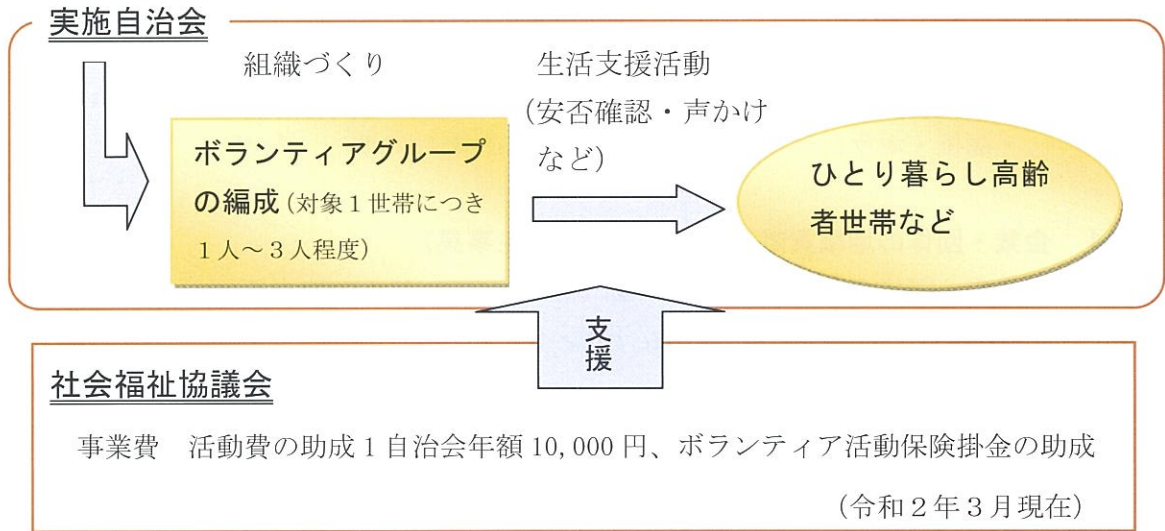 実施自治会
組織づくり
生活支援活動
（安否確認・声かけ
など）
ボランティアグループ
の編成（対象１世帯につき
１人～３人程度）
ひとり暮らし高齢
者世帯など
支
援
社会福祉協議会
事業費　活動費の助成１自治会年額10,000円、ボランティア活動保険掛金の助成
（令和２年３月現在）